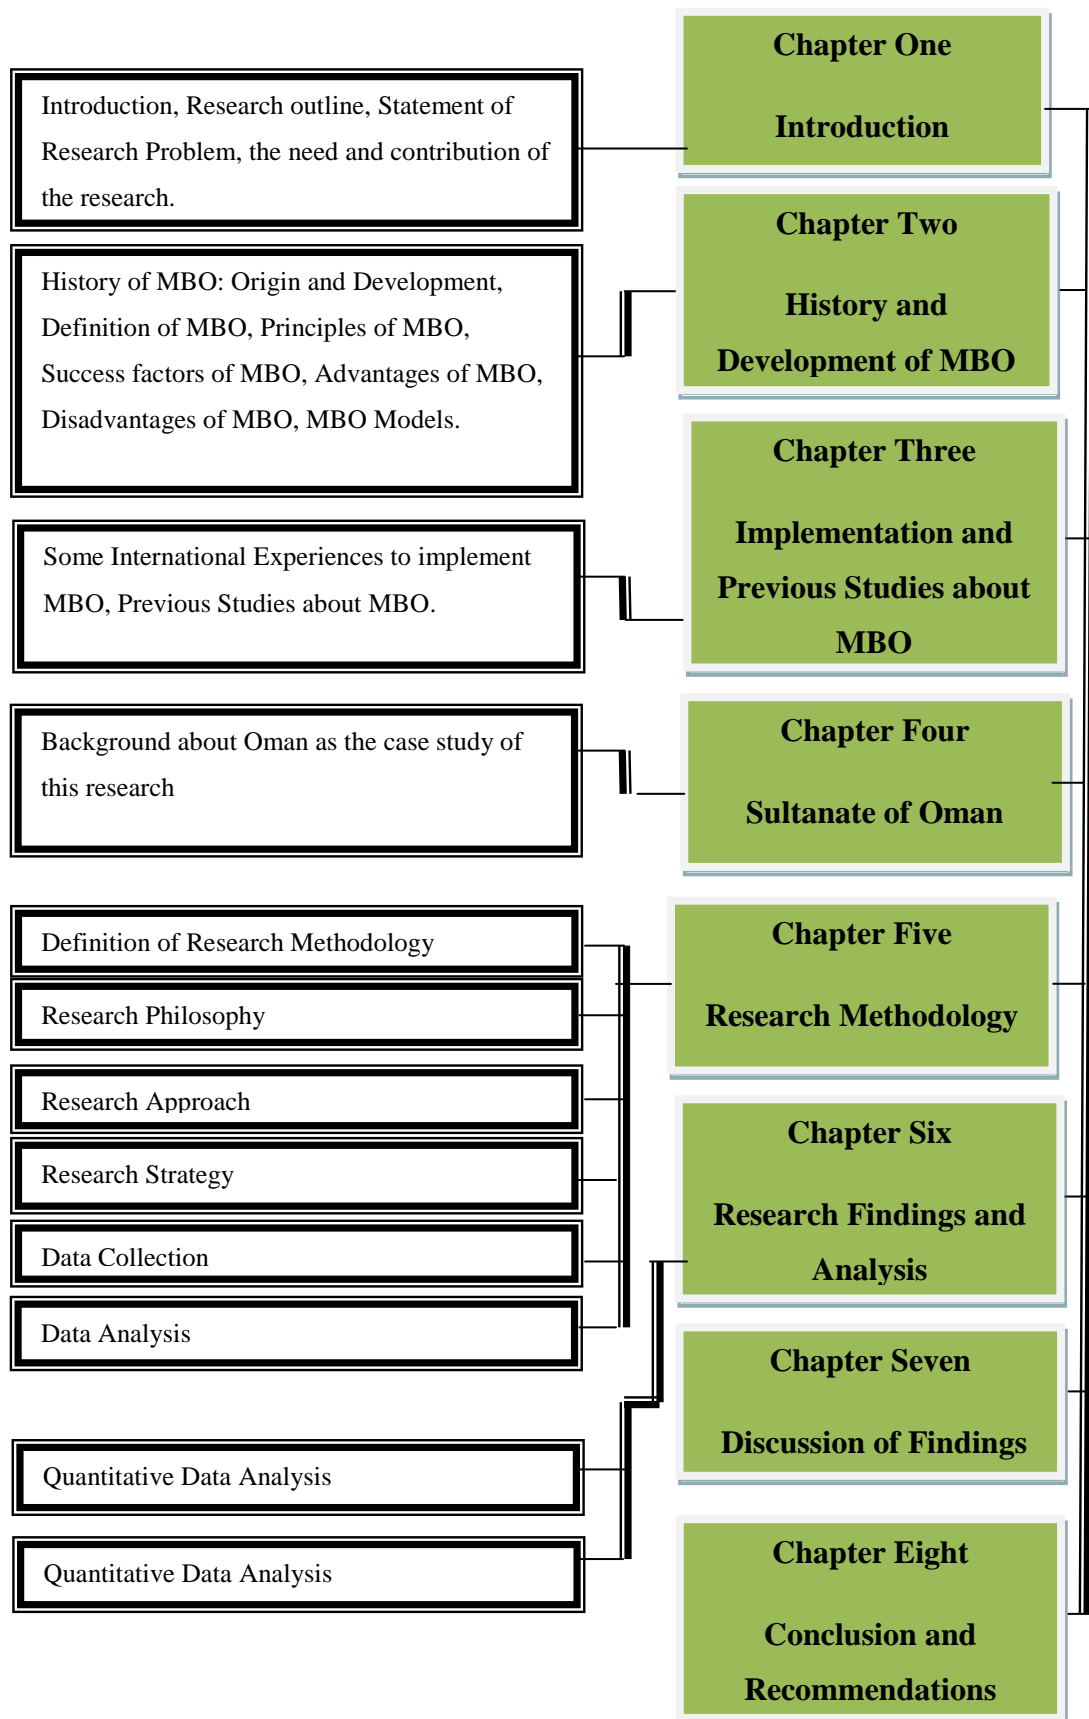 Chapter One
Introduction
Introduction, Research outline, Statement of
Research Problem, the need and contribution of
the research.
Chapter Two
History and
Development of MBO
History of MBO: Origin and Development,
Definition of MBO, Principles of MBO,
Success factors of MBO, Advantages of MBO,
Disadvantages of MBO, MBO Models.
Chapter Three
Implementation and
Previous Studies about
MBO
Some International Experiences to implement
MBO, Previous Studies about MBO.
Chapter Four
Sultanate of Oman
Background about Oman as the case study of
this research
Chapter Five
Research Methodology
Definition of Research Methodology
Research Philosophy
Research Approach
Research Strategy
Data Collection
Data Analysis
Chapter Six
Research Findings and
Analysis
Quantitative Data Analysis
Quantitative Data Analysis
Chapter Seven
Discussion of Findings
Chapter Eight
Conclusion and
Recommendations